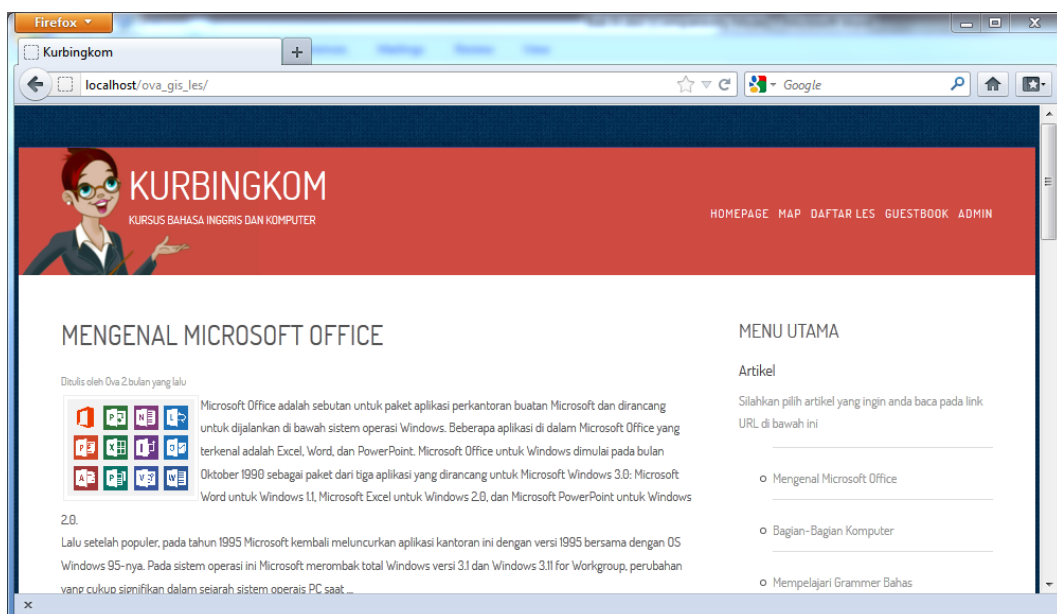 Firefox
Kurbingkom
localhost/ova_gis_les/
Google
KURBINGKOM
KURSUS BAHASA INGGRIS DAN KOMPUTER
HOMEPAGE MAP DAFTAR LES GUESTBOOK ADMIN
MENGENAL MICROSOFT OFFICE
Ditulis oleh Ova 2.bulan yang lalu
Microsoft Office adalah sebutan untuk paket aplikasi perkantoran buatan Microsoft dan dirancang
untuk dijalankan di bawah sistem operasi Windows. Beberapa aplikasi di dalam Microsoft Office yang
terkenal adalah Excel, Word, dan PowerPoint. Microsoft Office untuk Windows dimulai pada bulan
Oktober 1990 sebagai paket dari tiga aplikasi yang dirancang untuk Microsoft Windows 3.0: Microsoft
Word untuk Windows 1.1, Microsoft Excel untuk Windows 2.0, dan Microsoft PowerPoint untuk Windows
2.0.
Lalu setelah populer, pada tahun 1995 Microsoft kembali meluncurkan aplikasi kantoran ini dengan versi 1995 bersama dengan OS
Windows 95-nya. Pada sistem operasi ini Microsoft merombak total Windows versi 3.1 dan Windows 3.11 for Workgroup, perubahan
yang cukup signifikan dalam sejarah sistem operais PC saat ...
MENU UTAMA
Artikel
Silahkan pilih artikel yang ingin anda baca pada link
URL di bawah ini
Mengenal Microsoft Office
Bagian-Bagian Komputer
Mempelajari Grammer Bahas